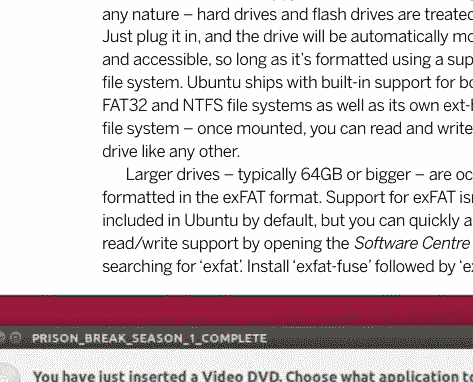 any nature – hard drives and flash drives are treated
Just plug it in, and the drive will be automatically mo
and accessible, so long as it's formatted using a sup
file system. Ubuntu ships with built-in support for bo
FAT32 and NTFS file systems as well as its own ext-b
file system – once mounted, you can read and write
drive like any other.
Larger drives – typically 64GB or bigger – are oc
formatted in the exFAT format. Support for exFAT isn
included in Ubuntu by default, but you can quickly a
read/write support by opening the Software Centre
searching for 'exfat'. Install 'exfat-fuse' followed by 'ex
PRISON_BREAK_SEASON_1_COMPLETE
You have just inserted a Video DVD. Choose what application to